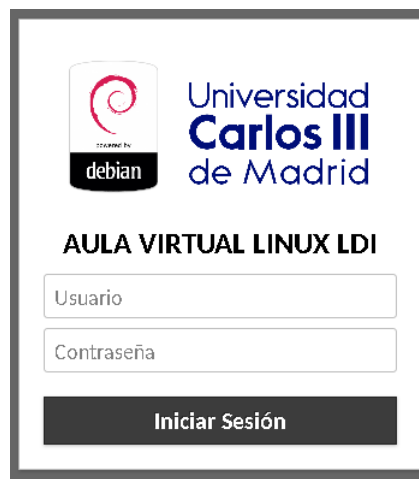 powered by
debian
Universidad
Carlos III
de Madrid
AULA VIRTUAL LINUX LDI
Usuario
Contraseña
Iniciar Sesión